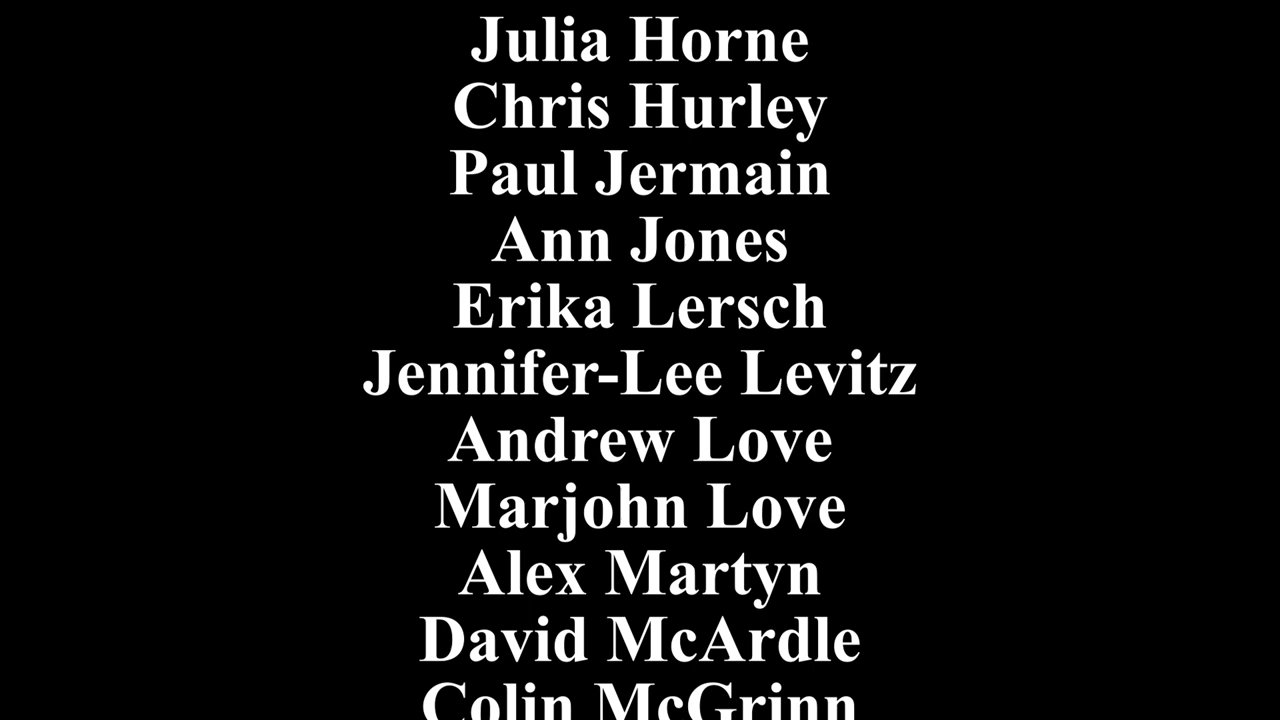 Julia Horne
Chris Hurley
Paul Jermain
Ann Jones
Erika Lersch
Jennifer-Lee Levitz
Andrew Love
Marjohn Love
Alex Martyn
David McArdle
Colin McGrinn